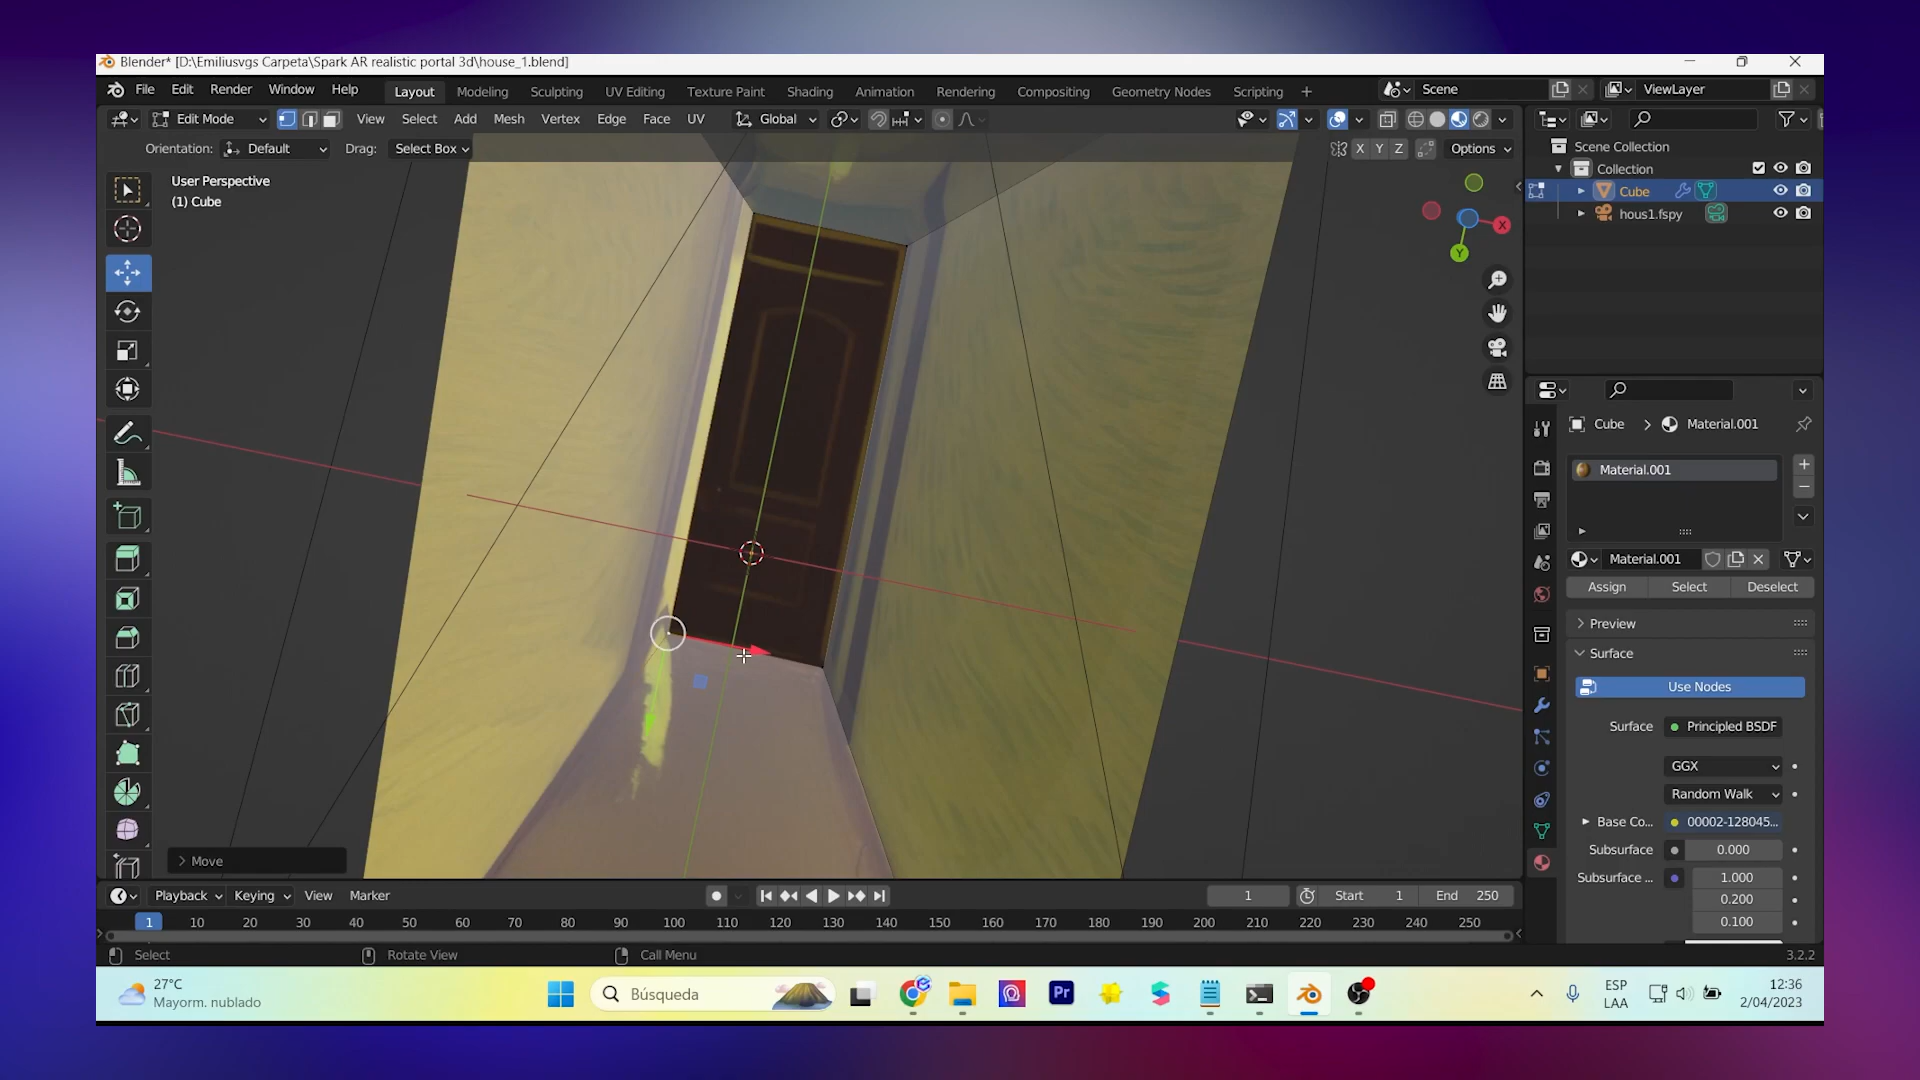 Blender* [D:\Emiliusvgs Carpeta\Spark AR realistic portal 3d\house_1.blend]
File Edit Render Window Help Layout Modeling Sculpting UV Editing Texture Paint Shading Animation Rendering Compositing Geometry Nodes Scripting + Scene ViewLayer
Edit Mode View Select Add Mesh Vertex Edge Face UV Global
Orientation: Default Drag: Select Box X Y Z Options
User Perspective
(1) Cube
X
Y
Scene Collection
Collection
Cube
hous1.fspy
Cube > Material.001
Material.001
Material.001
Assign Select Deselect
Preview
Surface
Use Nodes
Surface Principled BSDF
GGX
Random Walk
Base Co... 00002-128045...
Subsurface 0.000
Subsurface ... 1.000
0.200
0.100
Move
Playback Keying View Marker 1 Start 1 End 250
1 10 20 30 40 50 60 70 80 90 100 110 120 130 140 150 160 170 180 190 200 210 220 230 240 250
Select Rotate View Call Menu 3.2.2
27°C
Mayorm. nublado
Búsqueda
Pr
ESP
LAA
12:36
2/04/2023